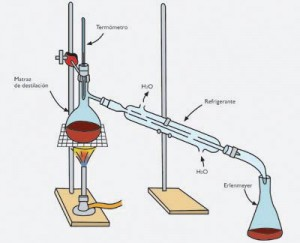 Termómetro
Matraz
de destilación
H₂O
Refrigerante
H₂O
Erlenmeyer